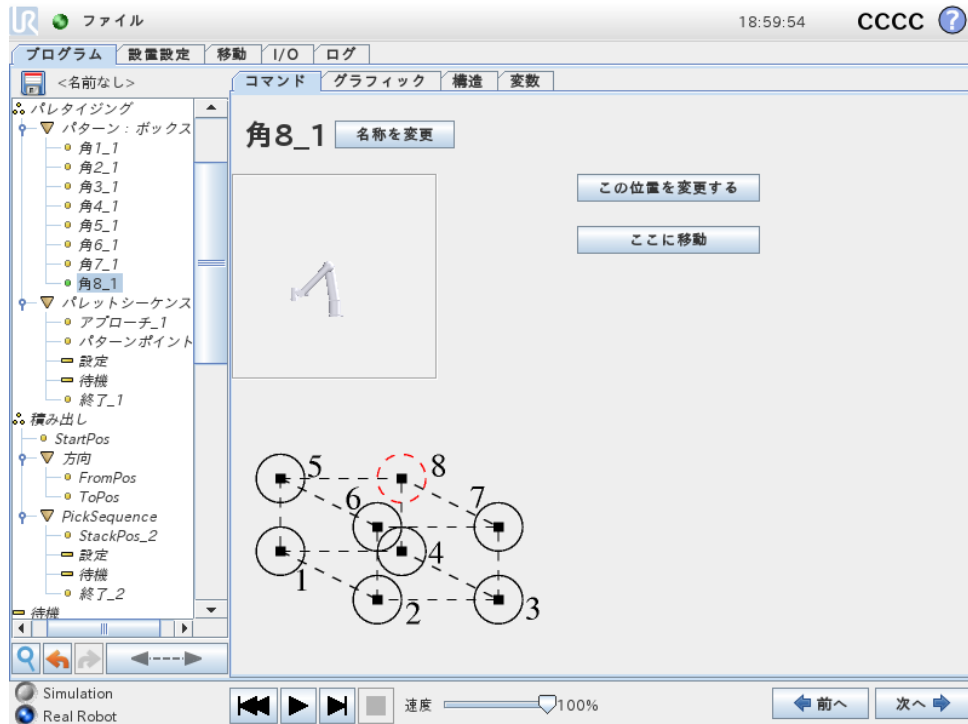 UR ファイル 18:59:54 CCCC ?
プログラム 設置設定 移動 I/O ログ
<名前なし>
コマンド グラフィック 構造 変数
パレタイジング
パターン：ボックス
角1_1
角2_1
角3_1
角4_1
角5_1
角6_1
角7_1
角8_1
パレットシーケンス
アプローチ_1
パターンポイント
設定
待機
終了_1
積み出し
StartPos
方向
FromPos
ToPos
PickSequence
StackPos_2
設定
待機
終了_2
待機
角8_1 名称を変更
この位置を変更する
ここに移動
5 8
6 7
1 4
2 3
Simulation
Real Robot
速度 100%
前へ 次へ